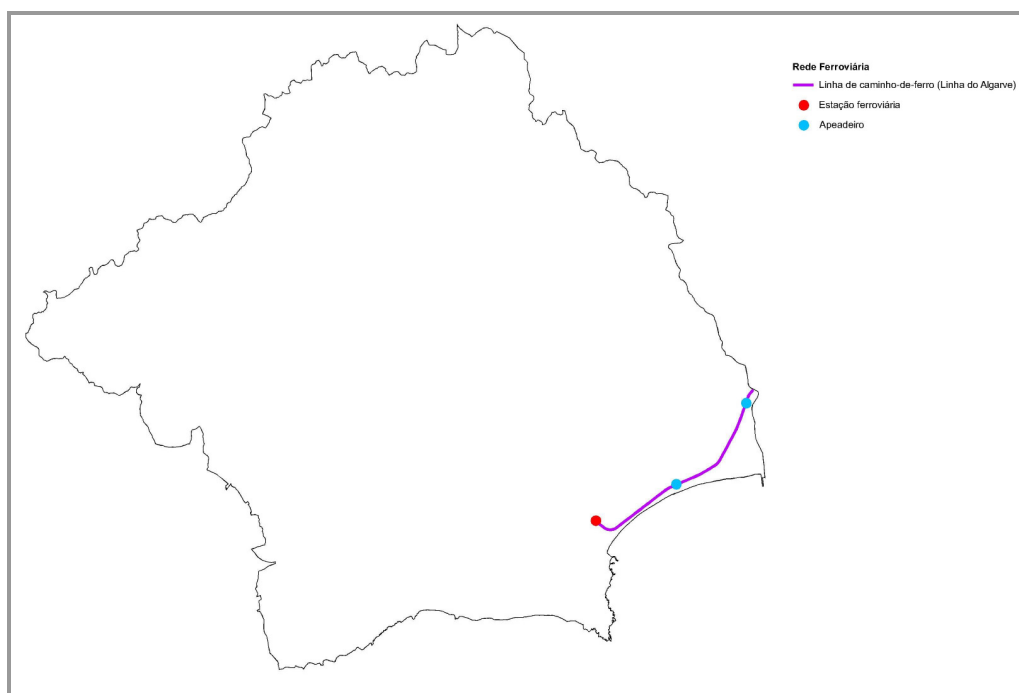 Rede Ferroviária
Linha de caminho-de-ferro (Linha do Algarve)
Estação ferroviária
Apeadeiro